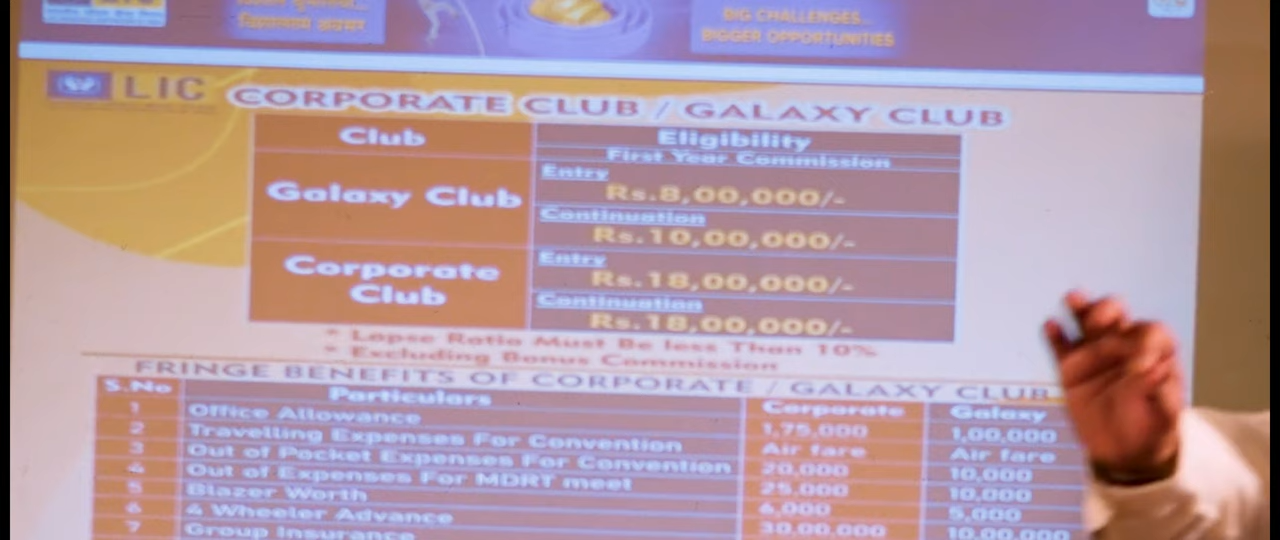 BIG CHALLENGES...
BIGGER OPPORTUNITIES
LIC
CORPORATE CLUB / GALAXY CLUB
Club Eligibility
First Year Commission
Galaxy Club
Entry
Rs.8,00,000/-
Continuation
Rs.10,00,000/-
Corporate Club
Entry
Rs.18,00,000/-
Continuation
Rs.18,00,000/-
* Lapse Ratio Must Be less Than 10%
* Excluding Bonus Commission
FRINGE BENEFITS OF CORPORATE / GALAXY CLUB
S.No Particulars Corporate Galaxy
1 Office Allowance 1,75,000 1,00,000
2 Travelling Expenses For Convention Air fare Air fare
3 Out of Pocket Expenses For Convention 20,000 10,000
4 Out of Expenses For MDRT meet 25,000 10,000
5 Blazer Worth 6,000 5,000
6 4 Wheeler Advance 30,00,000 10,00,000
7 Group Insurance